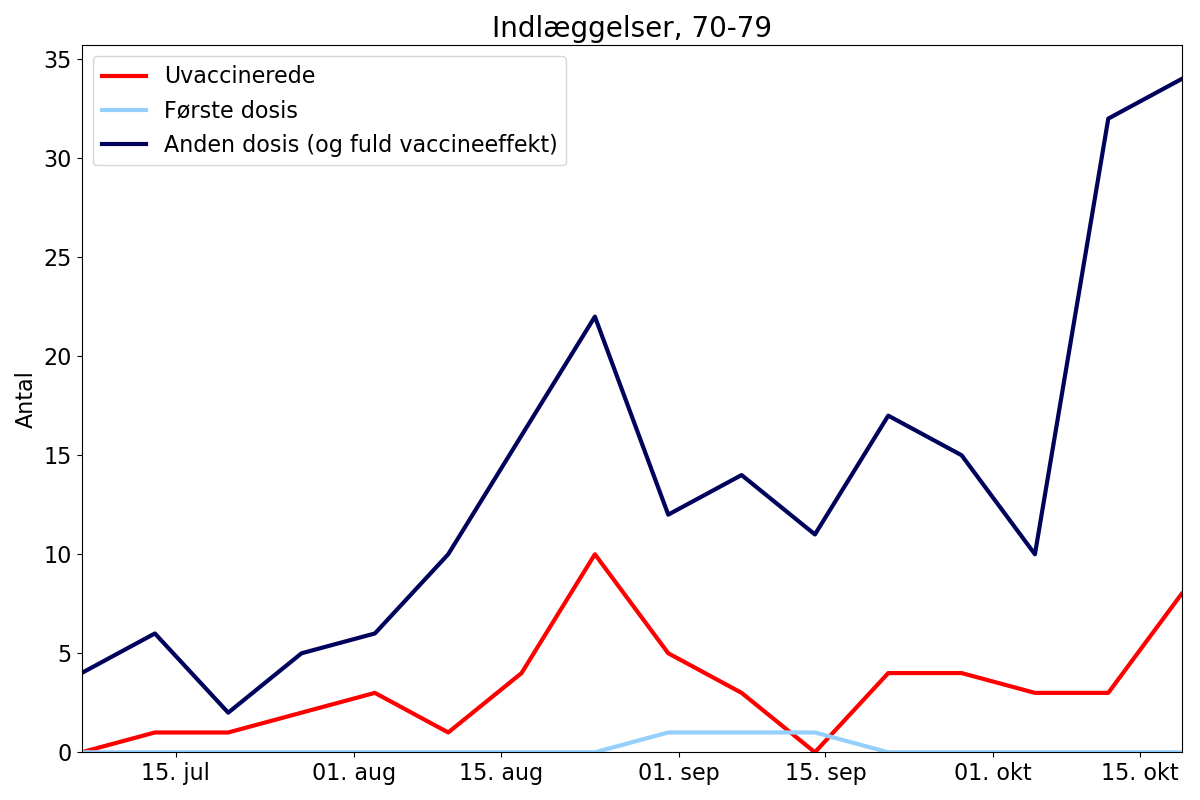 Indlæggelser, 70-79
Uvaccinerede
Første dosis
Anden dosis (og fuld vaccineeffekt)
Antal
35
30
25
20
15
10
5
0
15. jul
01. aug
15. aug
01. sep
15. sep
01. okt
15. okt